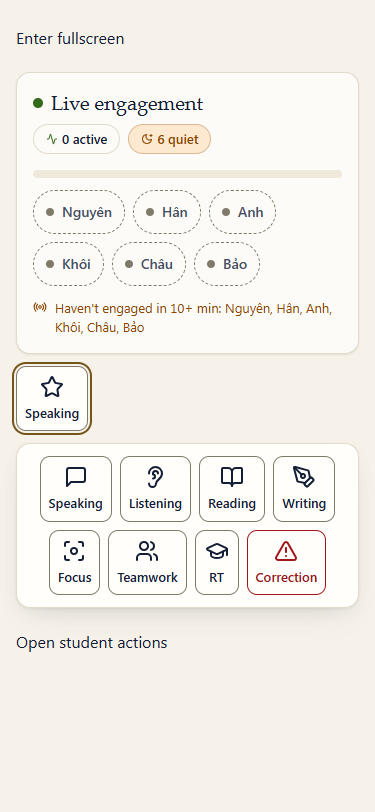 Enter fullscreen
Live engagement
0 active 6 quiet
Nguyên Hân Anh
Khôi Châu Bảo
Haven't engaged in 10+ min: Nguyên, Hân, Anh,
Khôi, Châu, Bảo
Speaking
Speaking Listening Reading Writing
Focus Teamwork RT Correction
Open student actions